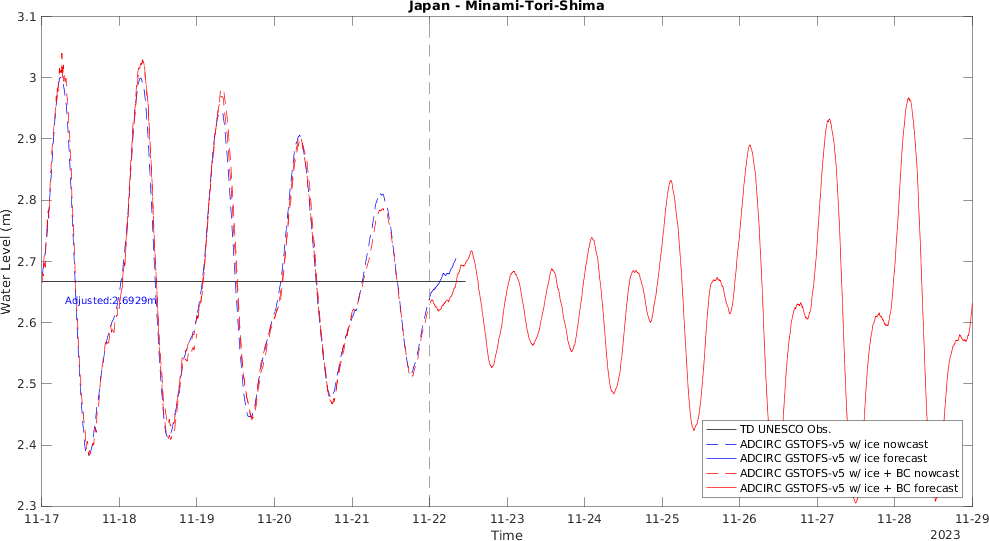 Japan - Minami-Tori-Shima
3.1
3
2.9
2.8
2.7
2.6
2.5
2.4
2.3
Water Level (m)
Adjusted:2.6929m
TD UNESCO Obs.
ADCIRC GSTOFS-v5 w/ ice nowcast
ADCIRC GSTOFS-v5 w/ ice forecast
ADCIRC GSTOFS-v5 w/ ice + BC nowcast
ADCIRC GSTOFS-v5 w/ ice + BC forecast
11-17 11-18 11-19 11-20 11-21 11-22 11-23 11-24 11-25 11-26 11-27 11-28 11-29
Time
2023